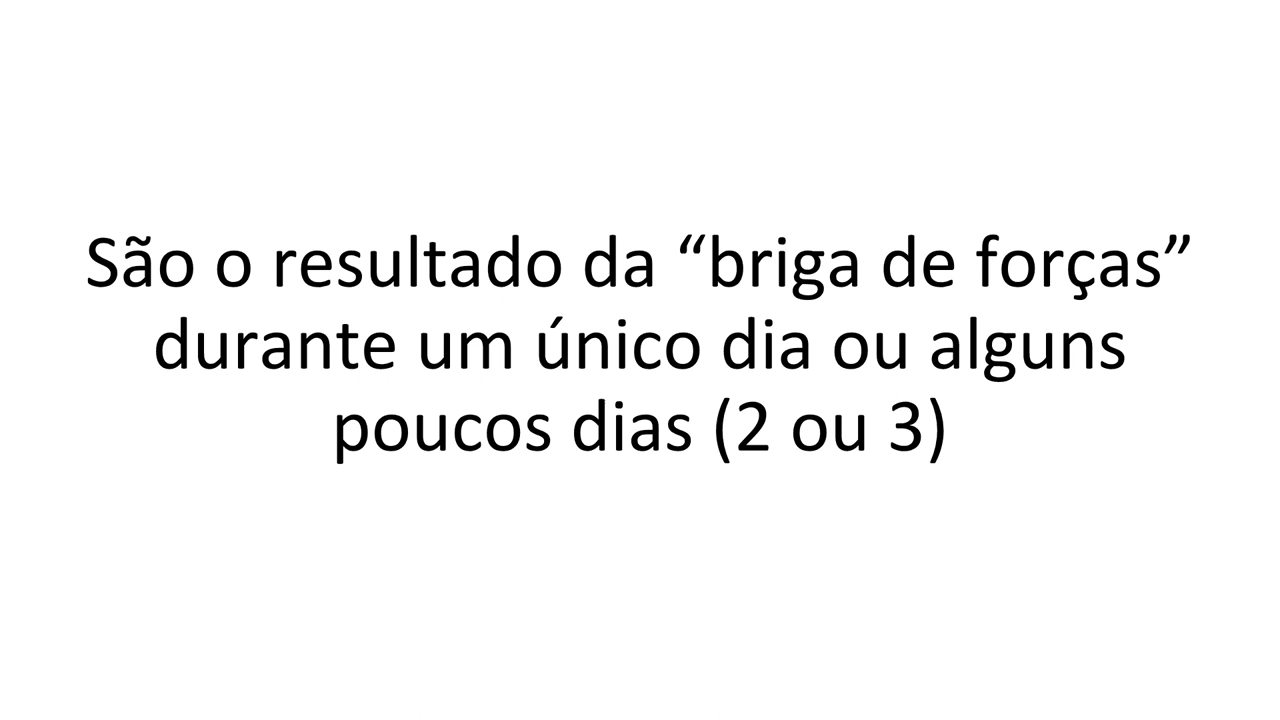 São o resultado da “briga de forças”
durante um único dia ou alguns
poucos dias (2 ou 3)